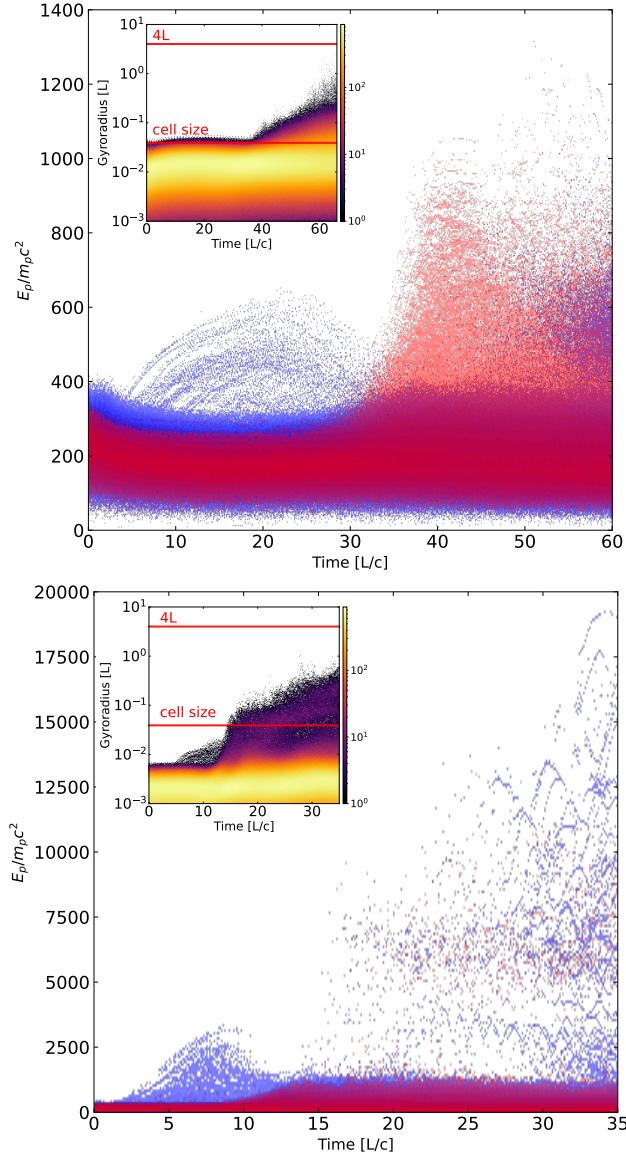 1400
1200
1000
800
600
400
200
0
E_p/m_pc^2
0 10 20 30 40 50 60
Time [L/c]
10^1
10^0
10^-1
10^-2
10^-3
Gyroradius [L]
4L
cell size
0 10 20 30 40 50 60
Time [L/c]
10^2
10^1
10^0
20000
17500
15000
12500
10000
7500
5000
2500
0
E_p/m_pc^2
0 5 10 15 20 25 30 35
Time [L/c]
10^1
10^0
10^-1
10^-2
10^-3
Gyroradius [L]
4L
cell size
0 10 20 30
Time [L/c]
10^2
10^1
10^0